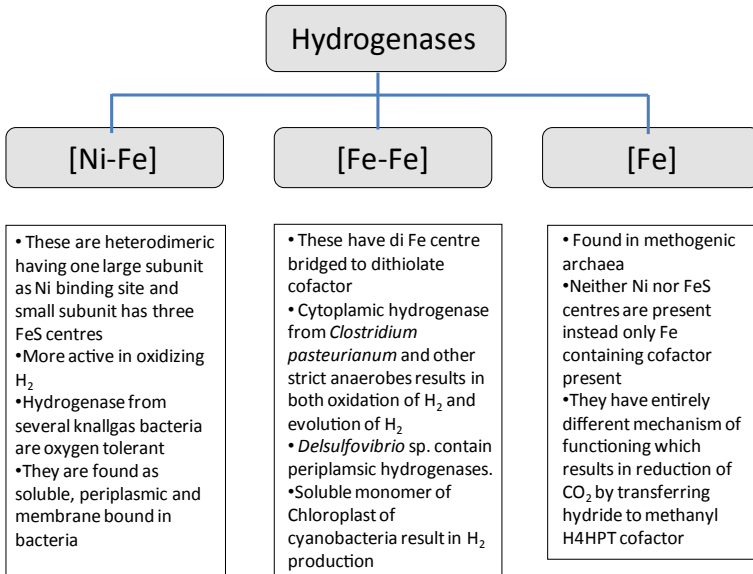 Hydrogenases
[Ni-Fe]
[Fe-Fe]
[Fe]
• These are heterodimeric
having one large subunit
as Ni binding site and
small subunit has three
FeS centres
•More active in oxidizing
H₂
•Hydrogenase from
several knallgas bacteria
are oxygen tolerant
•They are found as
soluble, periplasmic and
membrane bound in
bacteria
•These have di Fe centre
bridged to dithiolate
cofactor
• Cytoplamic hydrogenase
from Clostridium
pasteurianum and other
strict anaerobes results in
both oxidation of H₂ and
evolution of H₂
• Delsulfovibrio sp. contain
periplamsic hydrogenases.
•Soluble monomer of
Chloroplast of
cyanobacteria result in H₂
production
• Found in methogenic
archaea
•Neither Ni nor FeS
centres are present
instead only Fe
containing cofactor
present
•They have entirely
different mechanism of
functioning which
results in reduction of
CO₂ by transferring
hydride to methanyl
H4HPT cofactor